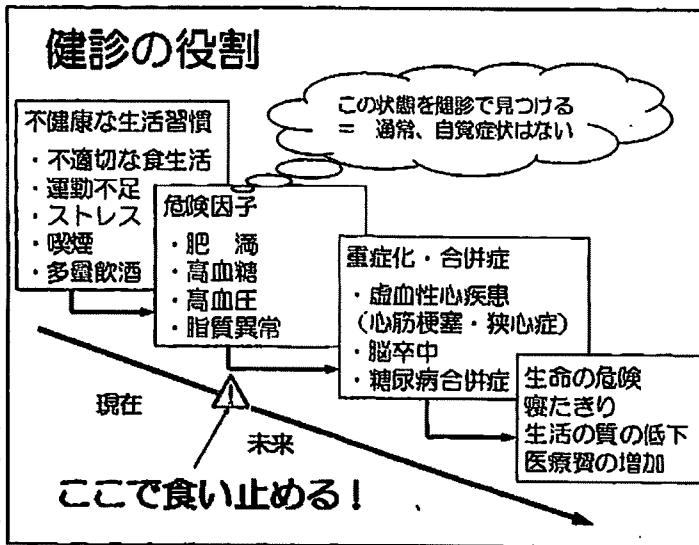 健診の役割
この状態を健診で見つける
＝ 通常、自覚症状はない
不健康な生活習慣
・不適切な食生活
・運動不足
・ストレス
・喫煙
・多量飲酒
危険因子
・肥 満
・高血糖
・高血圧
・脂質異常
重症化・合併症
・虚血性心疾患
（心筋梗塞・狭心症）
・脳卒中
・糖尿病合併症
生命の危険
寝たきり
生活の質の低下
医療費の増加
現在
未来
ここで食い止める！